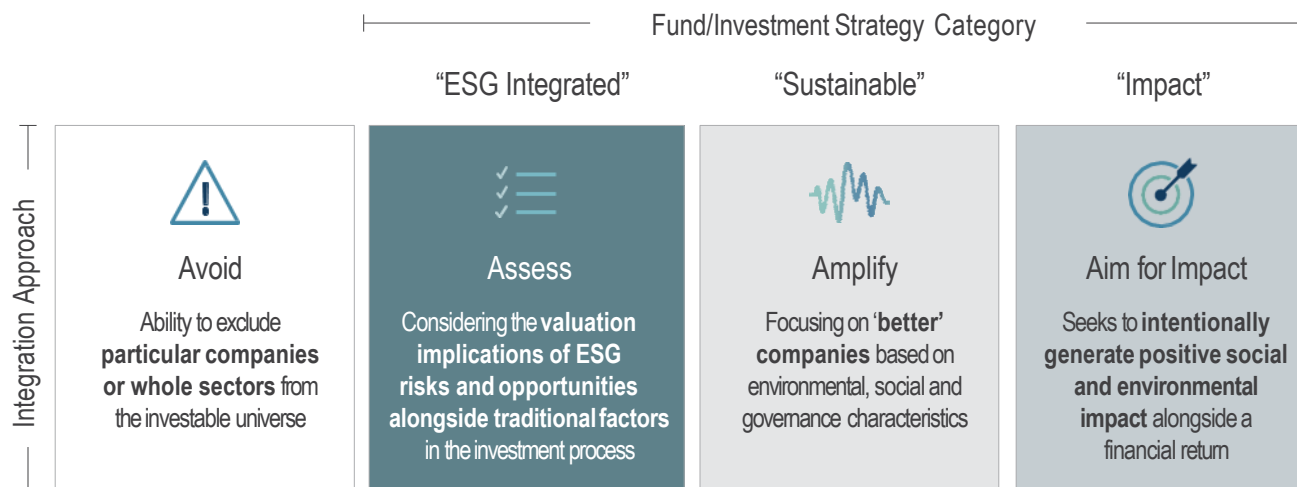 Fund/Investment Strategy Category
“ESG Integrated”
“Sustainable”
“Impact”
Integration Approach
Avoid
Ability to exclude
particular companies
or whole sectors from
the investable universe
Assess
Considering the valuation
implications of ESG
risks and opportunities
alongside traditional factors
in the investment process
Amplify
Focusing on ‘better’
companies based on
environmental, social and
governance characteristics
Aim for Impact
Seeks to intentionally
generate positive social
and environmental
impact alongside a
financial return